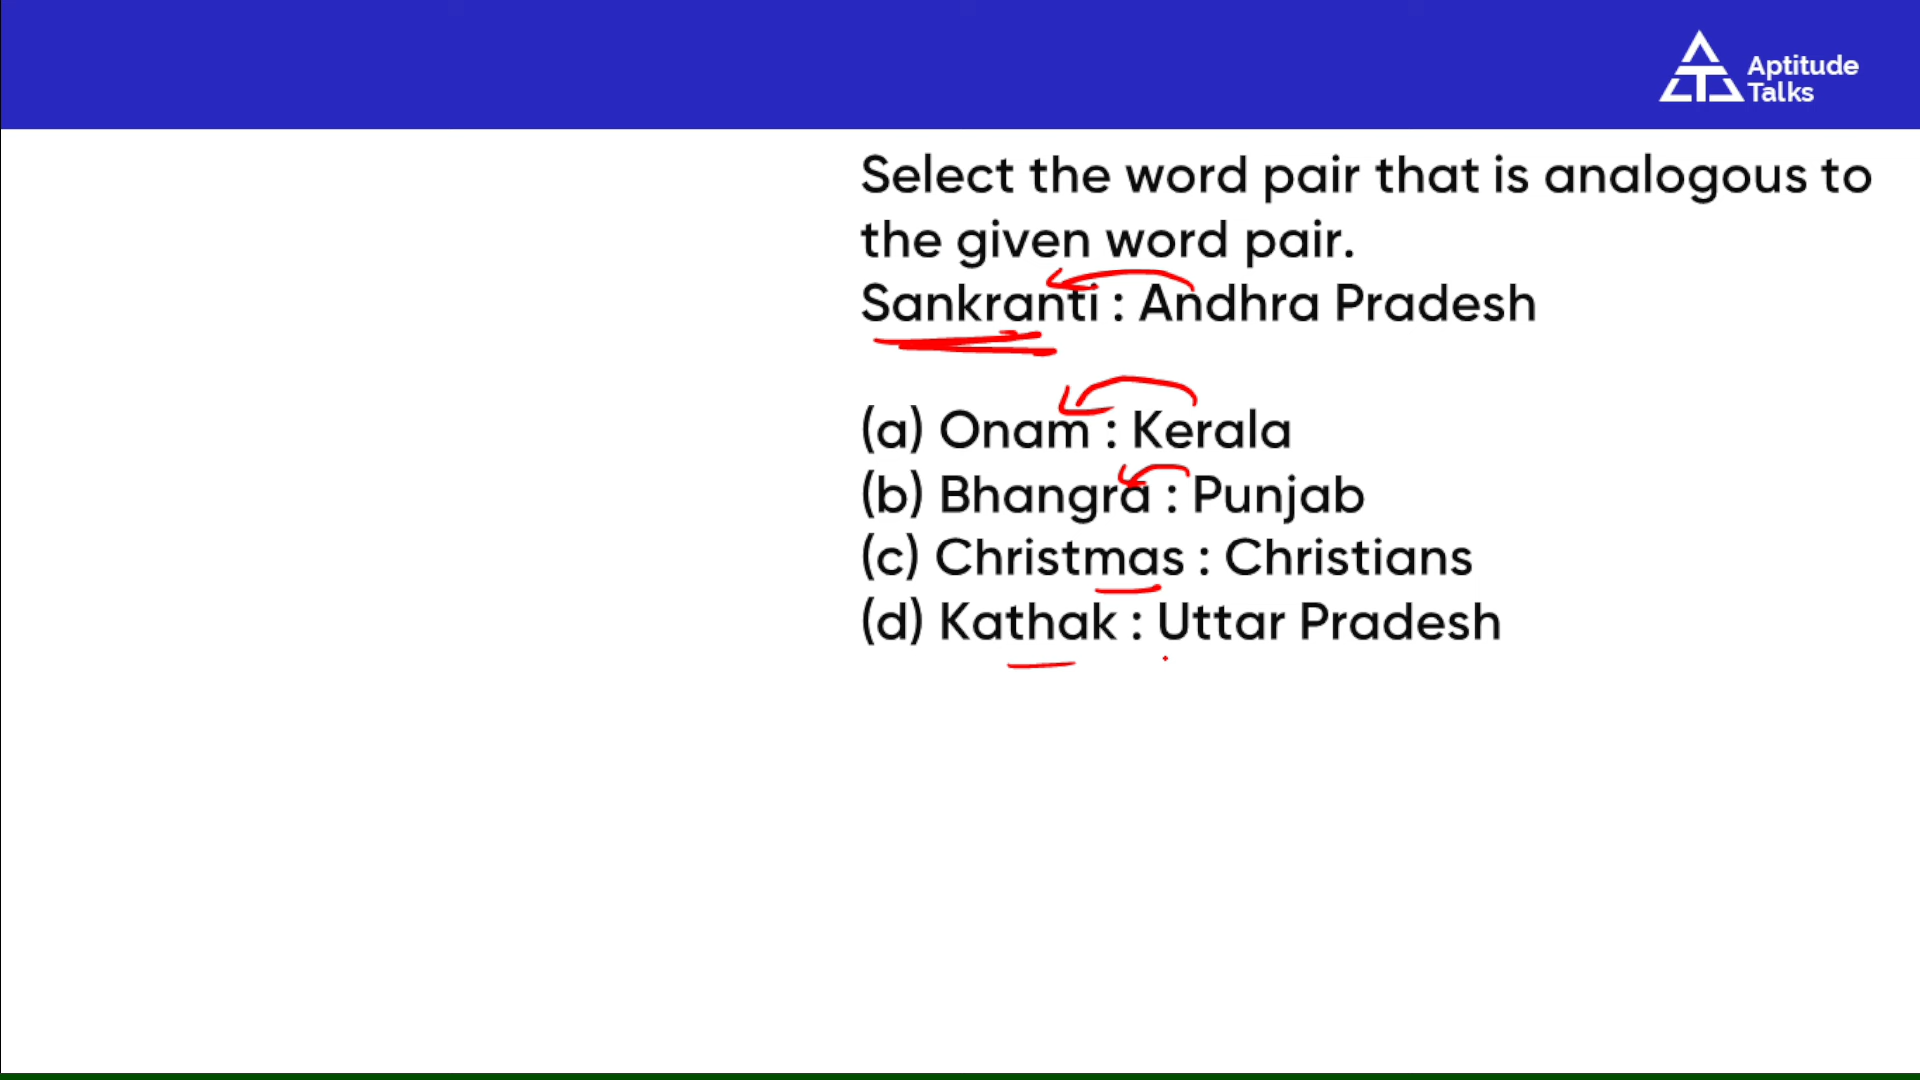 Aptitude
Talks
Select the word pair that is analogous to
the given word pair.
Sankranti : Andhra Pradesh
(a) Onam : Kerala
(b) Bhangra : Punjab
(c) Christmas : Christians
(d) Kathak : Uttar Pradesh